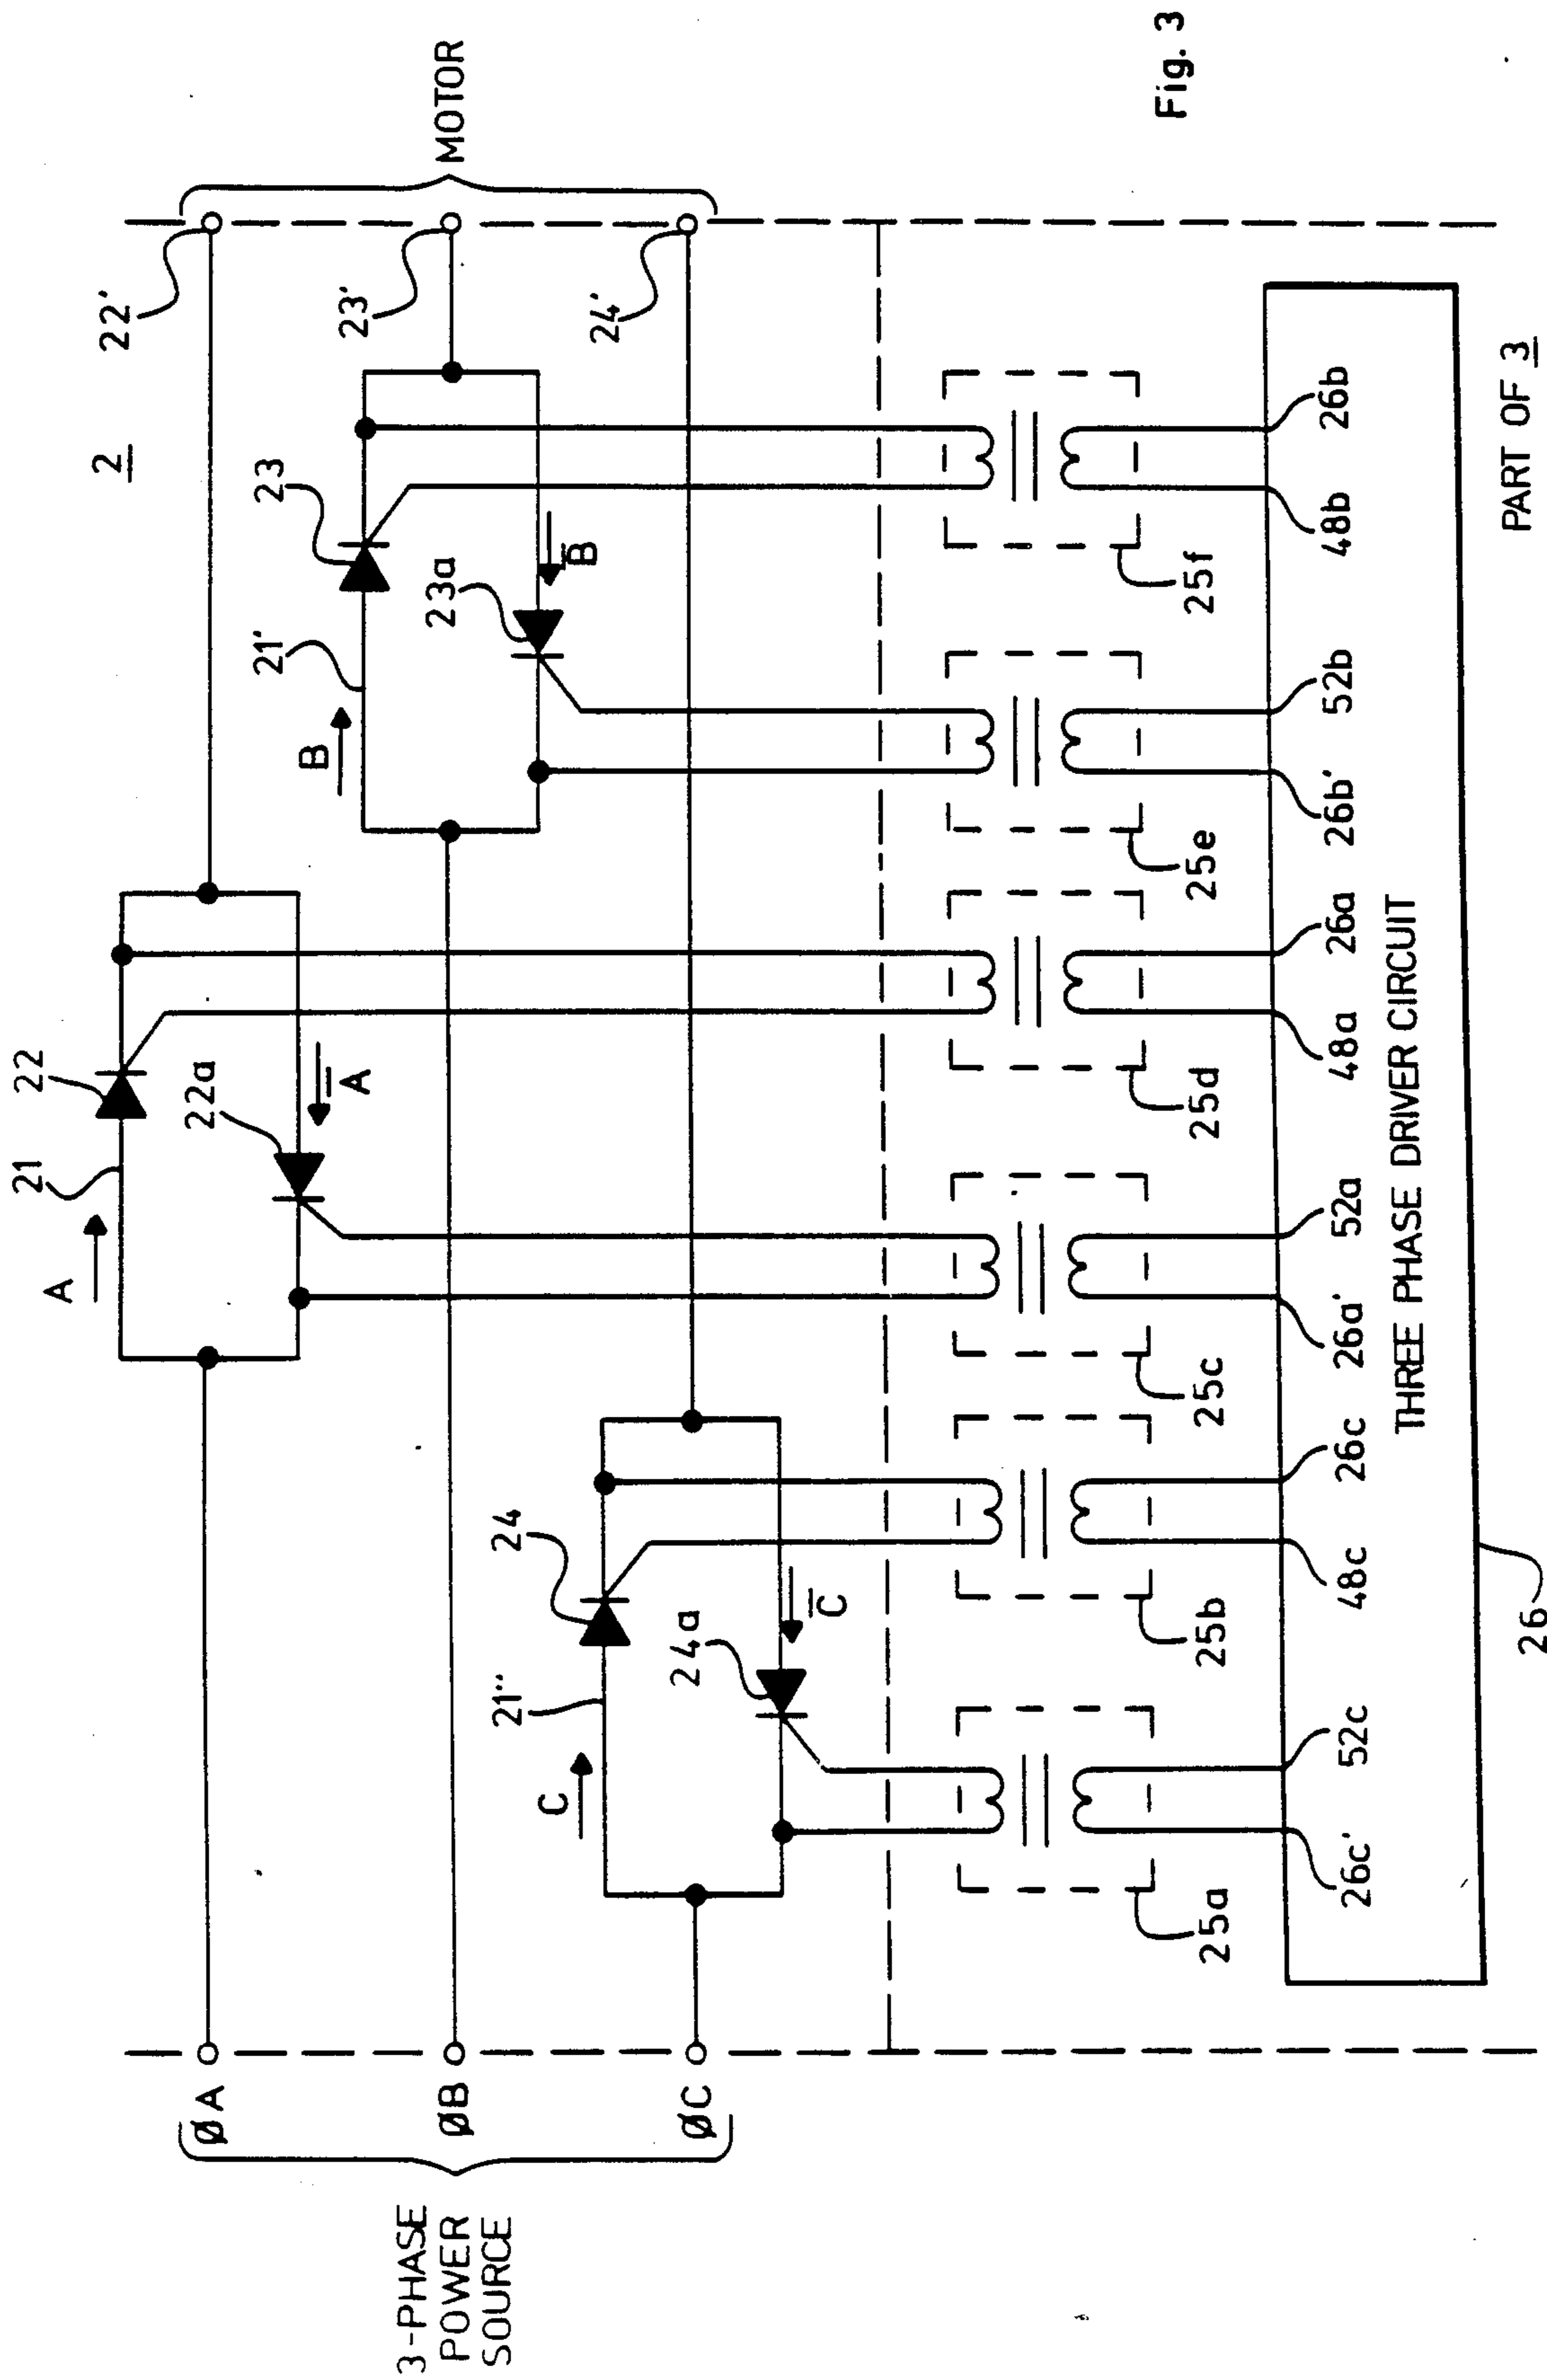 2
22'
MOTOR
23'
24'
22
21
A
22a
A
23
21'
B
23a
B
24
21''
C
24a
C
3-PHASE
POWER
SOURCE
ØA
ØB
ØC
25a
25b
25c
25d
25e
25f
26c'
52c
48c
26c
26a'
52a
48a
26a
26b'
52b
48b
26b
THREE PHASE DRIVER CIRCUIT
26
PART OF 3
Fig. 3